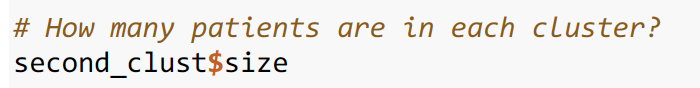 # How many patients are in each cluster?
second_clust$size